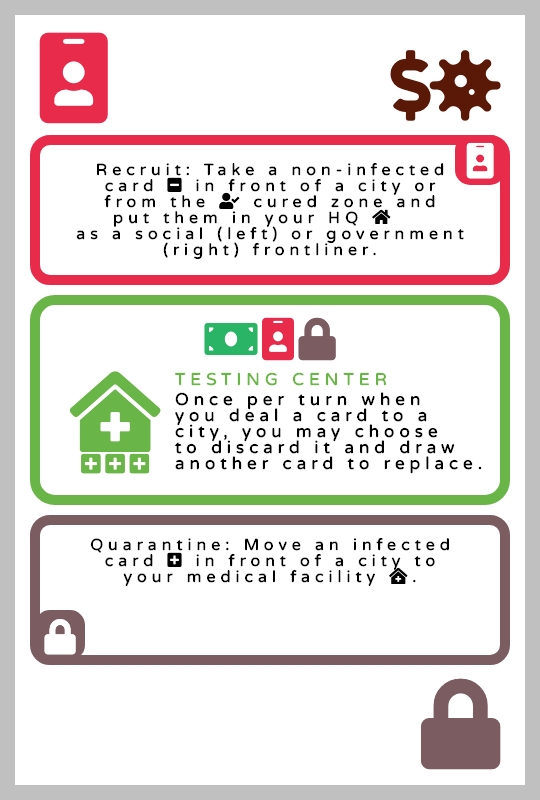 $
Recruit: Take a non-infected
card in front of a city or
from the cured zone and
put them in your HQ
as a social (left) or government
(right) frontliner.
TESTING CENTER
Once per turn when
you deal a card to a
city, you may choose
to discard it and draw
another card to replace.
Quarantine: Move an infected
card in front of a city to
your medical facility .